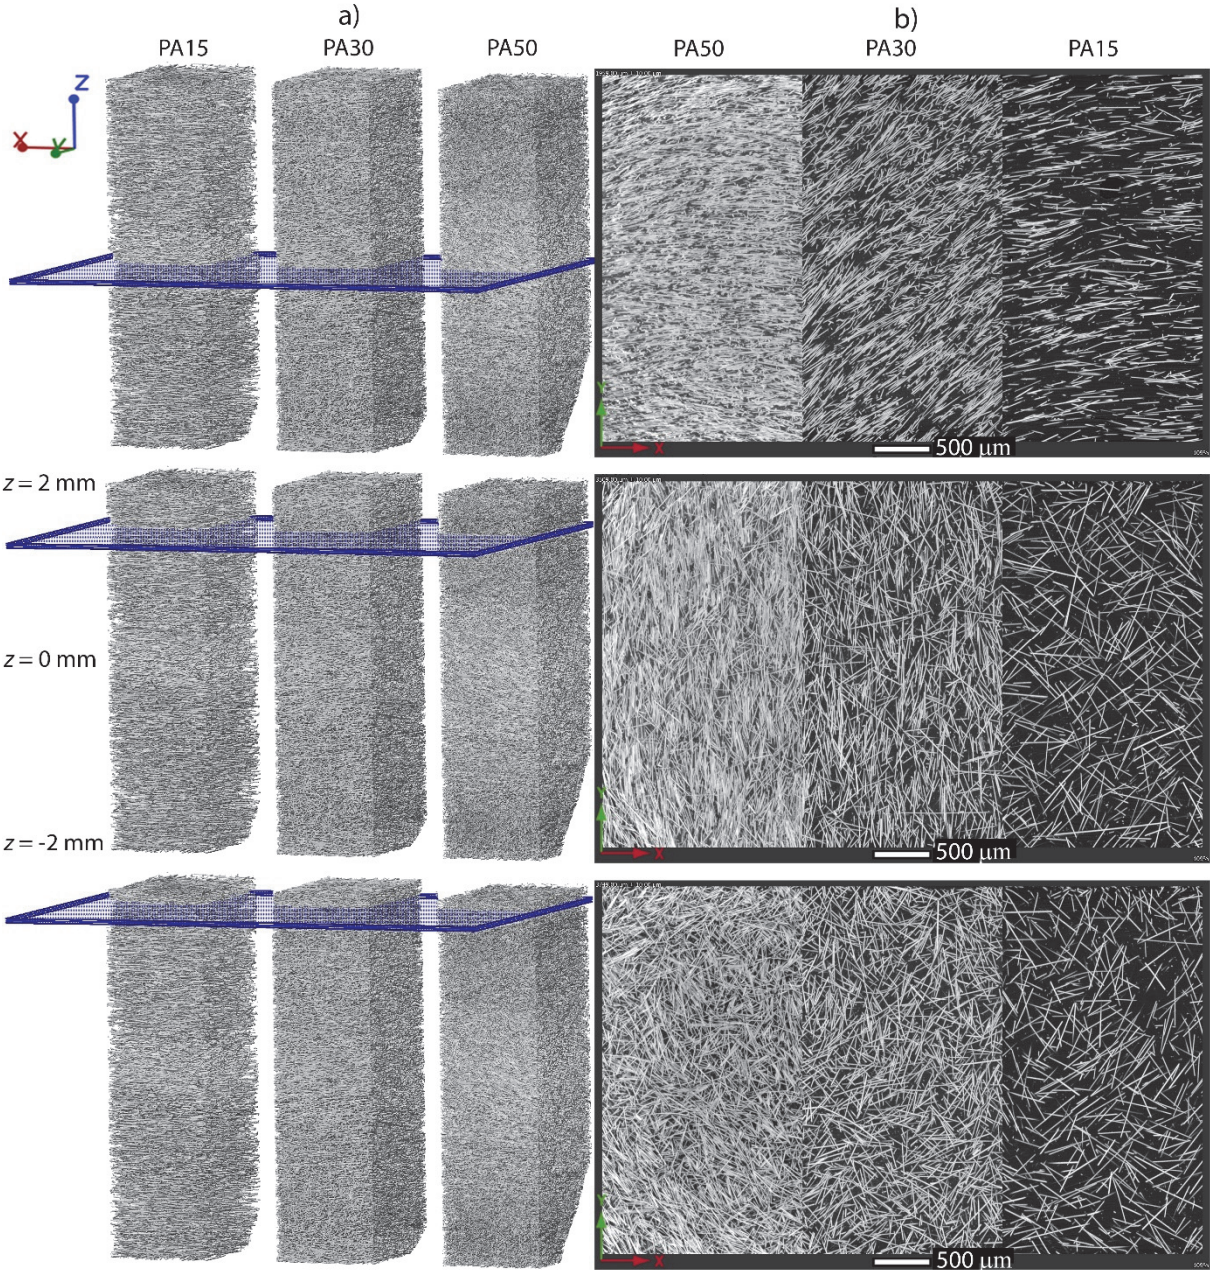 a)
b)
PA15
PA30
PA50
PA50
PA30
PA15
Z
X
Y
Y
X
500 µm
z = 2 mm
z = 0 mm
z = -2 mm
Y
X
500 µm
Y
X
500 µm